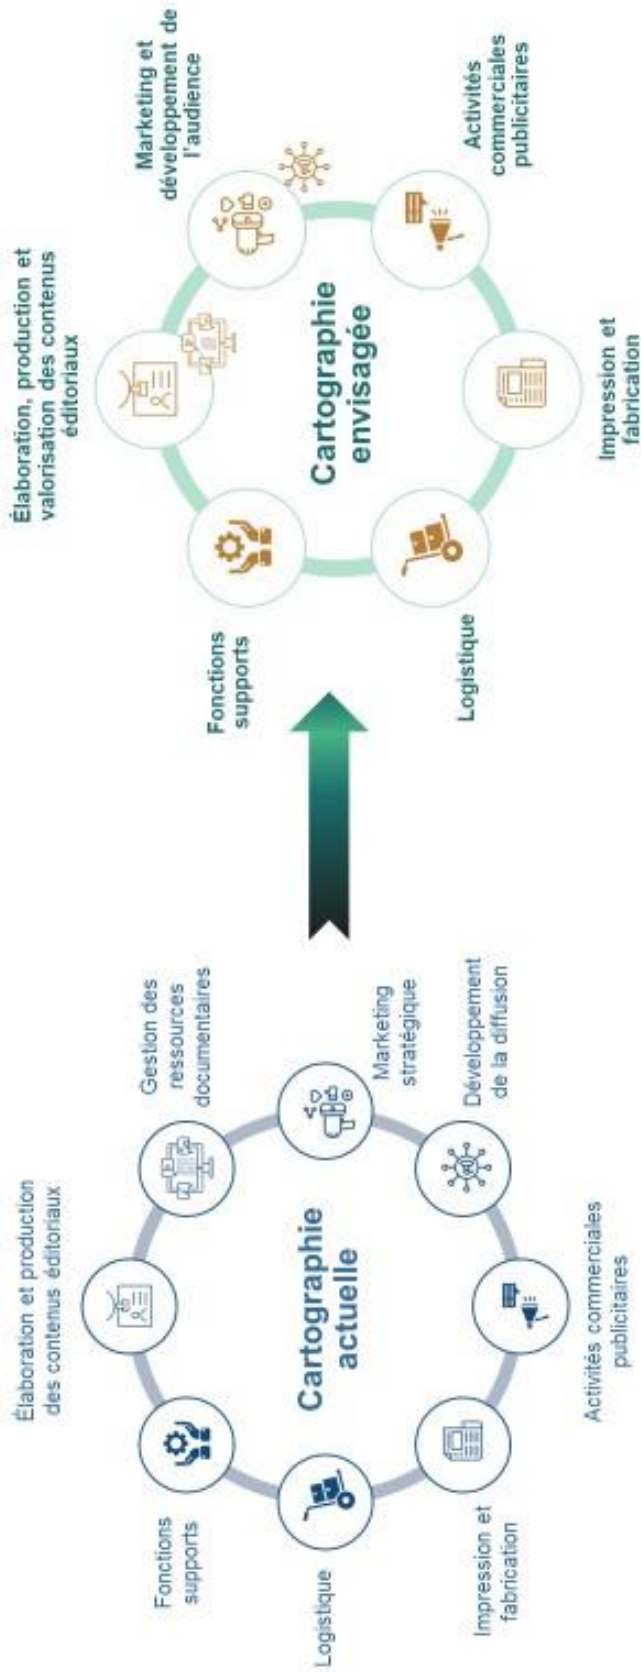 Élaboration et production
des contenus éditoriaux
Gestion des
ressources
documentaires
Marketing
stratégique
Développement
de la diffusion
Activités commerciales
publicitaires
Impression et
fabrication
Logistique
Fonctions
supports
Cartographie
actuelle
Élaboration, production et
valorisation des contenus
éditoriaux
Marketing et
développement de
l'audience
Activités
commerciales
publicitaires
Impression et
fabrication
Logistique
Fonctions
supports
Cartographie
envisagée